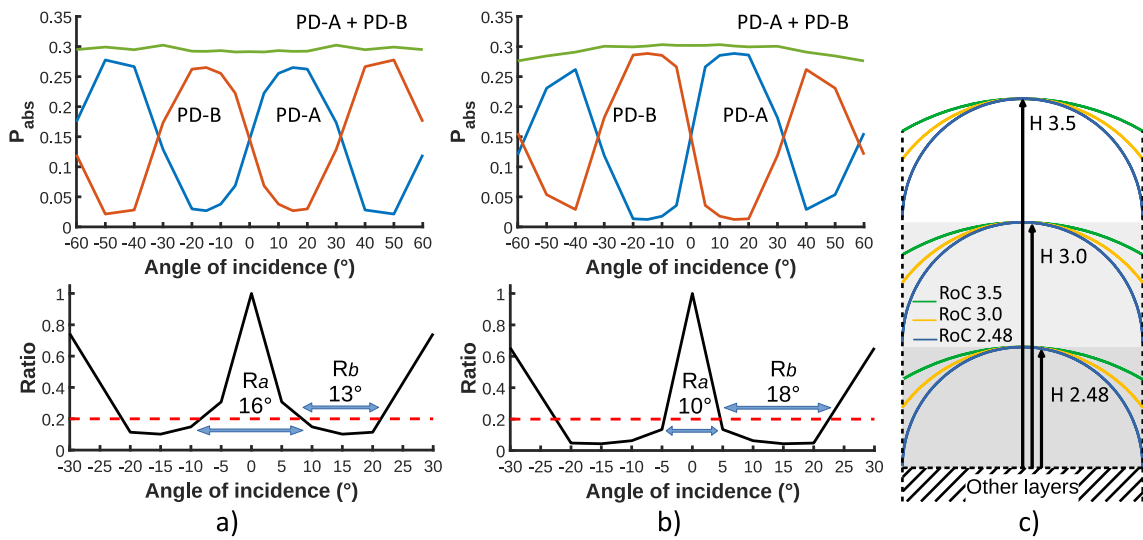 PD-A + PD-B
0.35
0.3
0.25
0.2
0.15
0.1
0.05
0
P_abs
PD-B
PD-A
-60 -50 -40 -30 -20 -10 0 10 20 30 40 50 60
Angle of incidence (°)
1
0.8
0.6
0.4
0.2
0
Ratio
Ra
16°
Rb
13°
-30 -25 -20 -15 -10 -5 0 5 10 15 20 25 30
Angle of incidence (°)
a)
PD-A + PD-B
0.35
0.3
0.25
0.2
0.15
0.1
0.05
0
P_abs
PD-B
PD-A
-60 -50 -40 -30 -20 -10 0 10 20 30 40 50 60
Angle of incidence (°)
1
0.8
0.6
0.4
0.2
0
Ratio
Ra
10°
Rb
18°
-30 -25 -20 -15 -10 -5 0 5 10 15 20 25 30
Angle of incidence (°)
b)
H 3.5
H 3.0
RoC 3.5
RoC 3.0
RoC 2.48
H 2.48
Other layers
c)